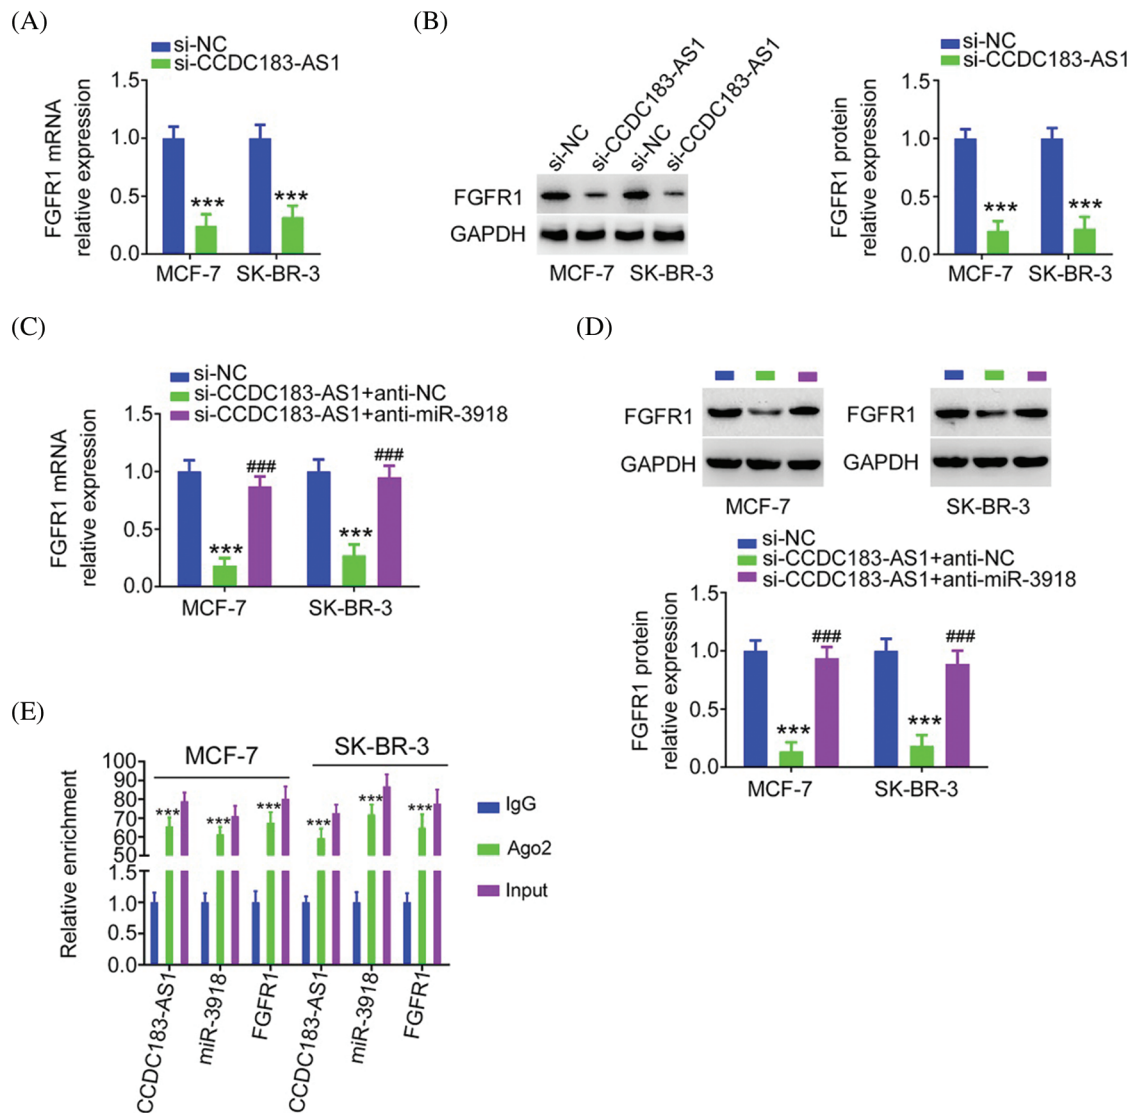 (A)
si-NC
si-CCDC183-AS1
FGFR1 mRNA
relative expression
1.5
1.0
0.5
0.0
***
***
MCF-7
SK-BR-3
(B)
si-NC
si-CCDC183-AS1
si-NC
si-CCDC183-AS1
FGFR1
GAPDH
MCF-7
SK-BR-3
si-NC
si-CCDC183-AS1
FGFR1 protein
relative expression
1.5
1.0
0.5
0.0
***
***
MCF-7
SK-BR-3
(C)
si-NC
si-CCDC183-AS1+anti-NC
si-CCDC183-AS1+anti-miR-3918
FGFR1 mRNA
relative expression
1.5
1.0
0.5
0.0
***
###
***
###
MCF-7
SK-BR-3
(D)
FGFR1
GAPDH
MCF-7
FGFR1
GAPDH
SK-BR-3
si-NC
si-CCDC183-AS1+anti-NC
si-CCDC183-AS1+anti-miR-3918
FGFR1 protein
relative expression
1.5
1.0
0.5
0.0
***
###
***
###
MCF-7
SK-BR-3
(E)
MCF-7
SK-BR-3
Relative enrichment
100
90
80
70
60
50
1.5
1.0
0.5
0.0
***
***
***
***
***
***
CCDC183-AS1
miR-3918
FGFR1
CCDC183-AS1
miR-3918
FGFR1
IgG
Ago2
Input